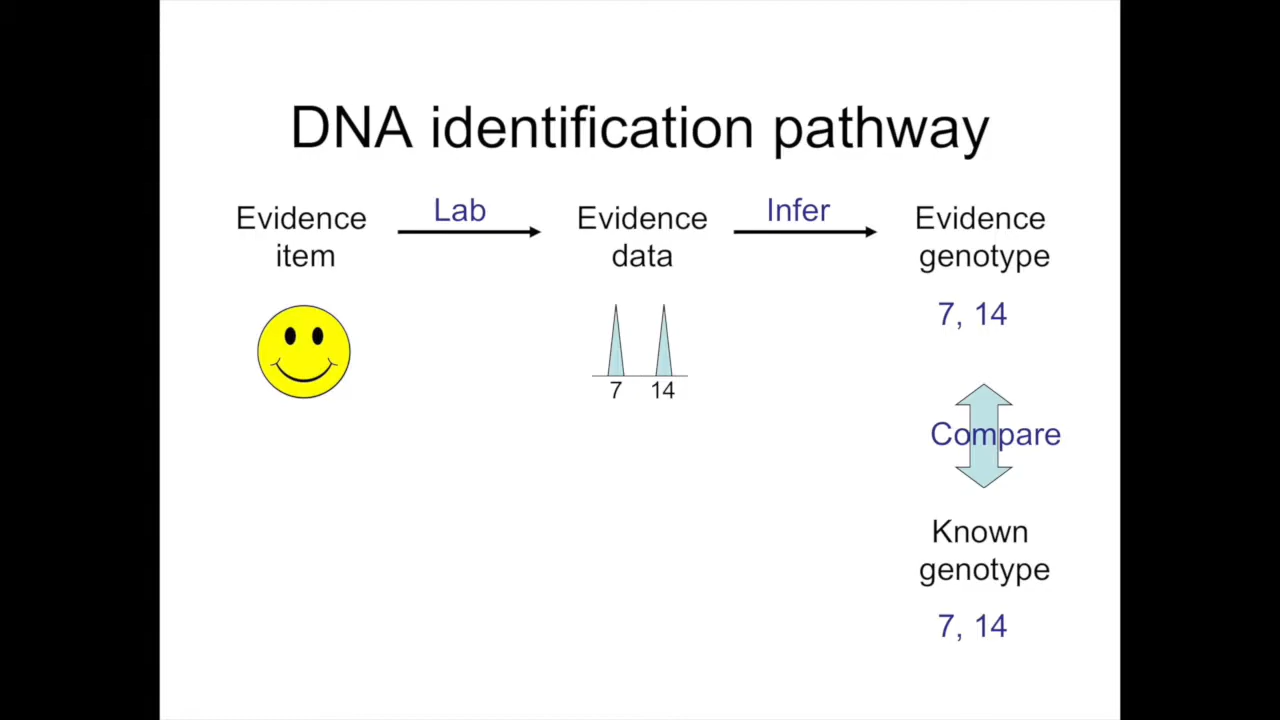 DNA identification pathway
Evidence
item
Lab
Evidence
data
Infer
Evidence
genotype
7, 14
7 14
Compare
Known
genotype
7, 14